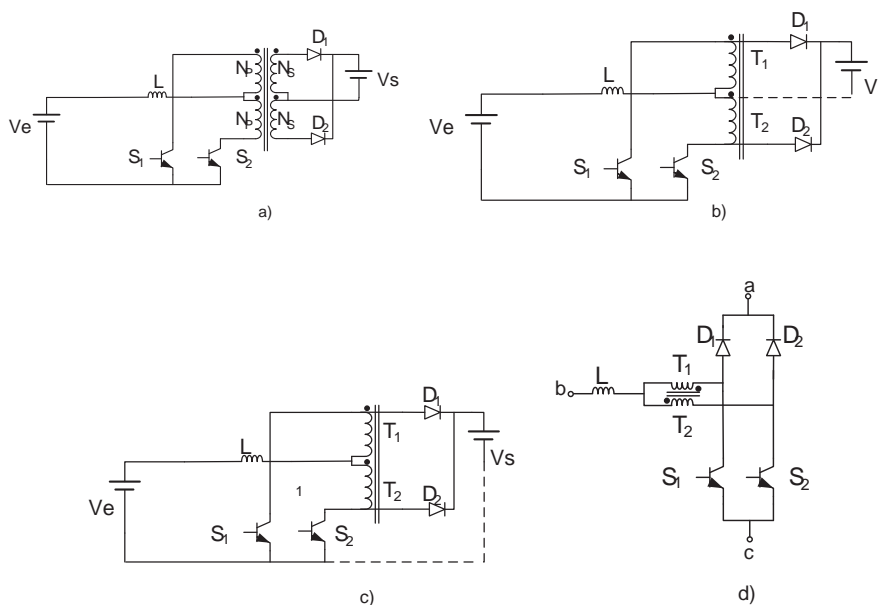 D1
Np Ns
L
Vs
Ve
Np Ns
D2
S1 S2
a)
D1
T1
V
L
Ve
T2
D2
S1 S2
b)
D1
T1
Vs
L
Ve
1
T2
D2
S1 S2
c)
a
D1 D2
T1
b L
T2
S1 S2
c
d)